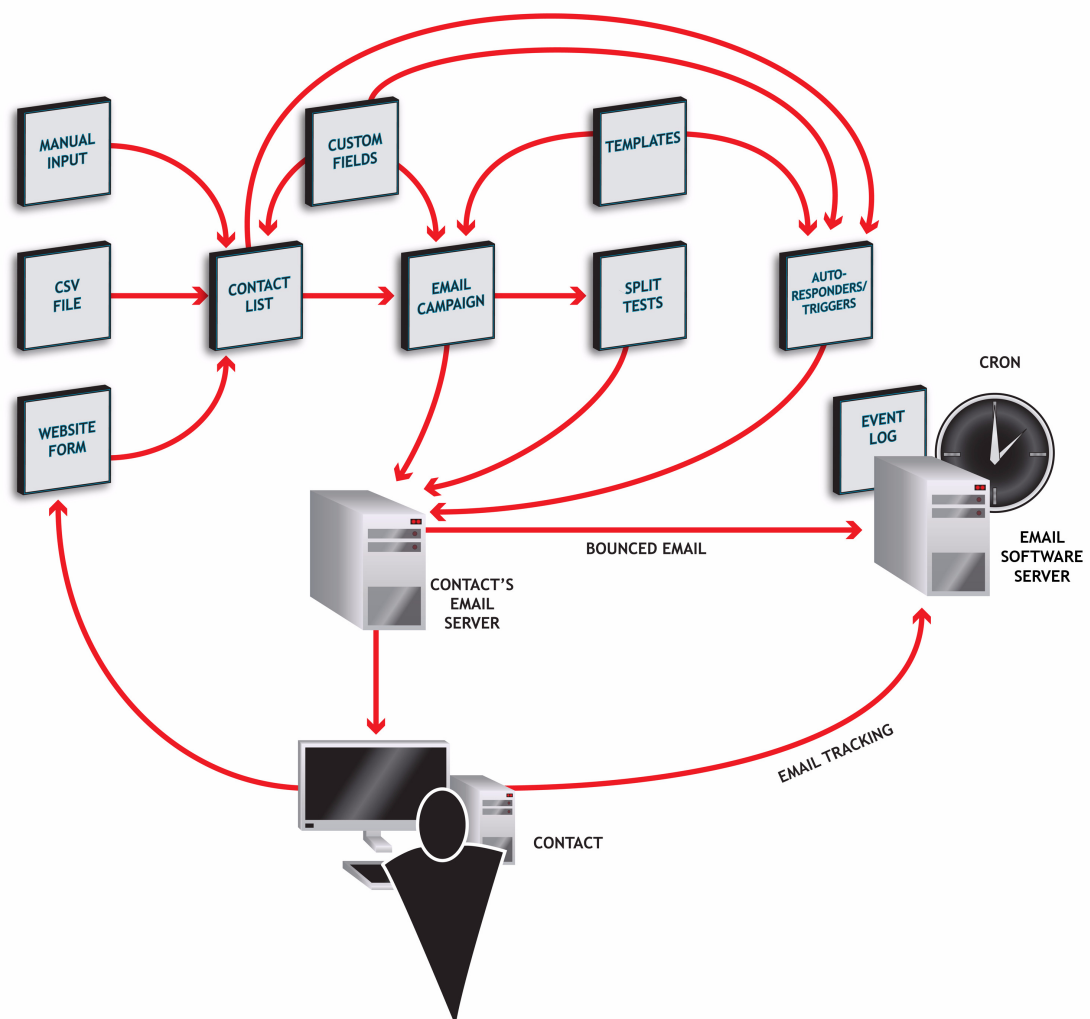 MANUAL
INPUT
CUSTOM
FIELDS
TEMPLATES
CSV
FILE
CONTACT
LIST
EMAIL
CAMPAIGN
SPLIT
TESTS
AUTO-
RESPONDERS/
TRIGGERS
CRON
WEBSITE
FORM
EVENT
LOG
BOUNCED EMAIL
EMAIL
SOFTWARE
SERVER
CONTACT'S
EMAIL
SERVER
EMAIL TRACKING
CONTACT